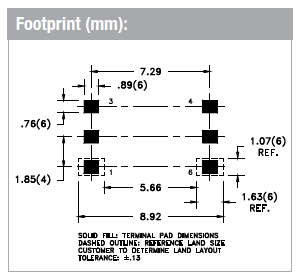 Footprint (mm):
7.29
.89(6)
3 4
.76(6)
1.07(6)
REF.
1 6
1.85(4)
5.66
1.63(6)
REF.
8.92
SOLID FILL: TERMINAL PAD DIMENSIONS
DASHED OUTLINE: REFERENCE LAND SIZE
CUSTOMER TO DETERMINE LAND LAYOUT
TOLERANCE: ±.13